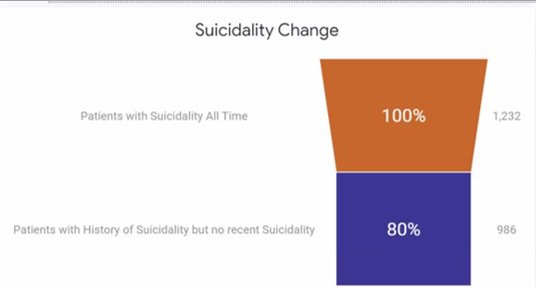 Suicidality Change
Patients with Suicidality All Time
100%
1,232
Patients with History of Suicidality but no recent Suicidality
80%
986